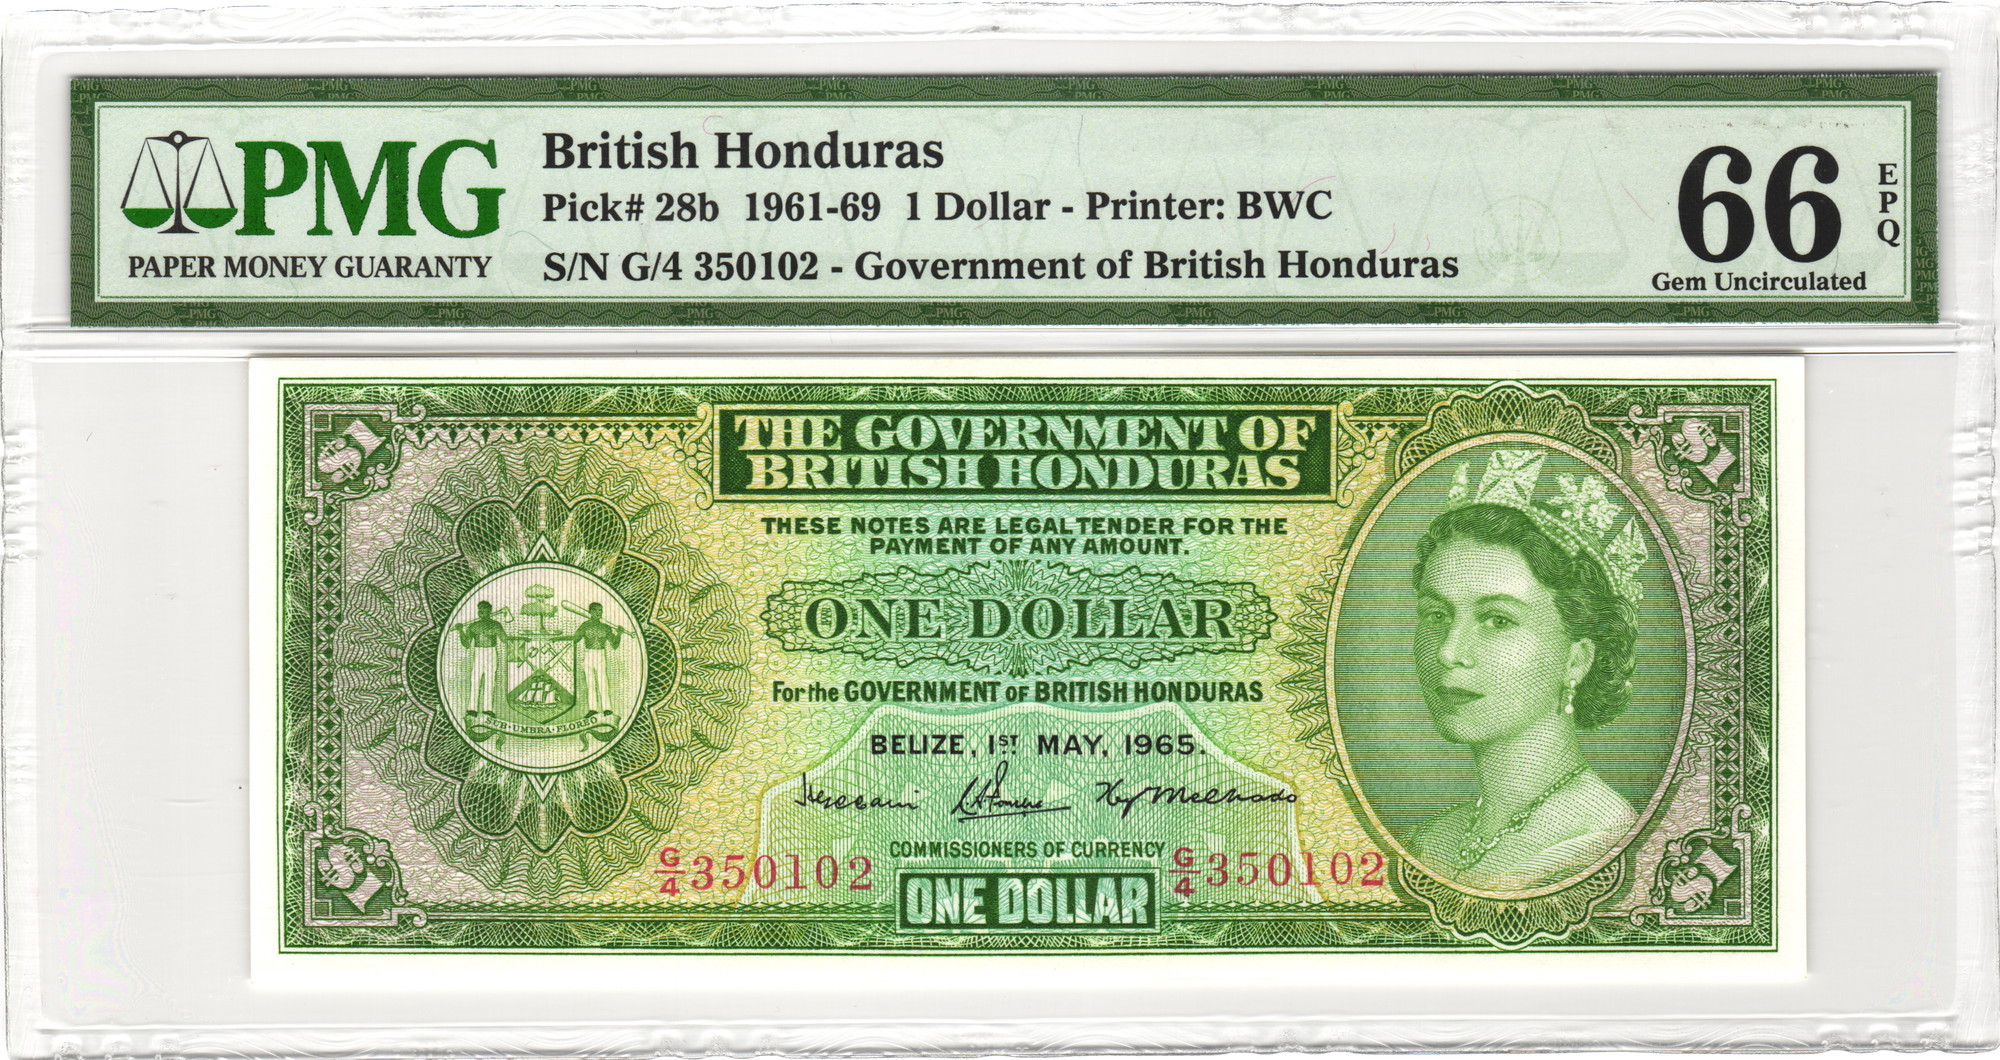 PMG
PAPER MONEY GUARANTY
British Honduras
Pick# 28b 1961-69 1 Dollar - Printer: BWC
S/N G/4 350102 - Government of British Honduras
66
EPQ
Gem Uncirculated
$1
$1
THE GOVERNMENT OF
BRITISH HONDURAS
THESE NOTES ARE LEGAL TENDER FOR THE
PAYMENT OF ANY AMOUNT.
ONE DOLLAR
For the GOVERNMENT OF BRITISH HONDURAS
SUB·UMBRA·FLOREO
BELIZE, 1ST MAY, 1965.
COMMISSIONERS OF CURRENCY
G/4 350102
G/4 350102
ONE DOLLAR
$1
$1